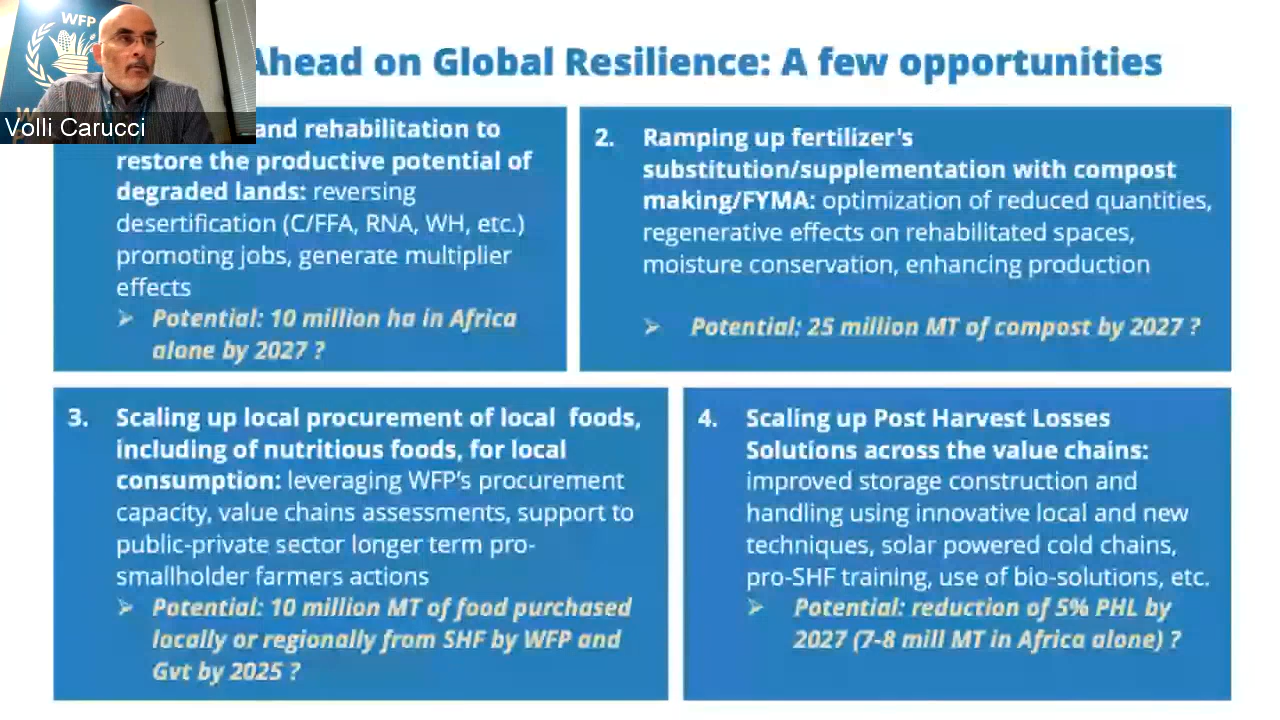 WFP
Volli Carucci
Ahead on Global Resilience: A few opportunities
and rehabilitation to
restore the productive potential of
degraded lands: reversing
desertification (C/FFA, RNA, WH, etc.)
promoting jobs, generate multiplier
effects
➢ Potential: 10 million ha in Africa
alone by 2027 ?
2. Ramping up fertilizer's
substitution/supplementation with compost
making/FYMA: optimization of reduced quantities,
regenerative effects on rehabilitated spaces,
moisture conservation, enhancing production
➢ Potential: 25 million MT of compost by 2027 ?
3. Scaling up local procurement of local foods,
including of nutritious foods, for local
consumption: leveraging WFP's procurement
capacity, value chains assessments, support to
public-private sector longer term pro-
smallholder farmers actions
➢ Potential: 10 million MT of food purchased
locally or regionally from SHF by WFP and
Gvt by 2025 ?
4. Scaling up Post Harvest Losses
Solutions across the value chains:
improved storage construction and
handling using innovative local and new
techniques, solar powered cold chains,
pro-SHF training, use of bio-solutions, etc.
➢ Potential: reduction of 5% PHL by
2027 (7-8 mill MT in Africa alone) ?